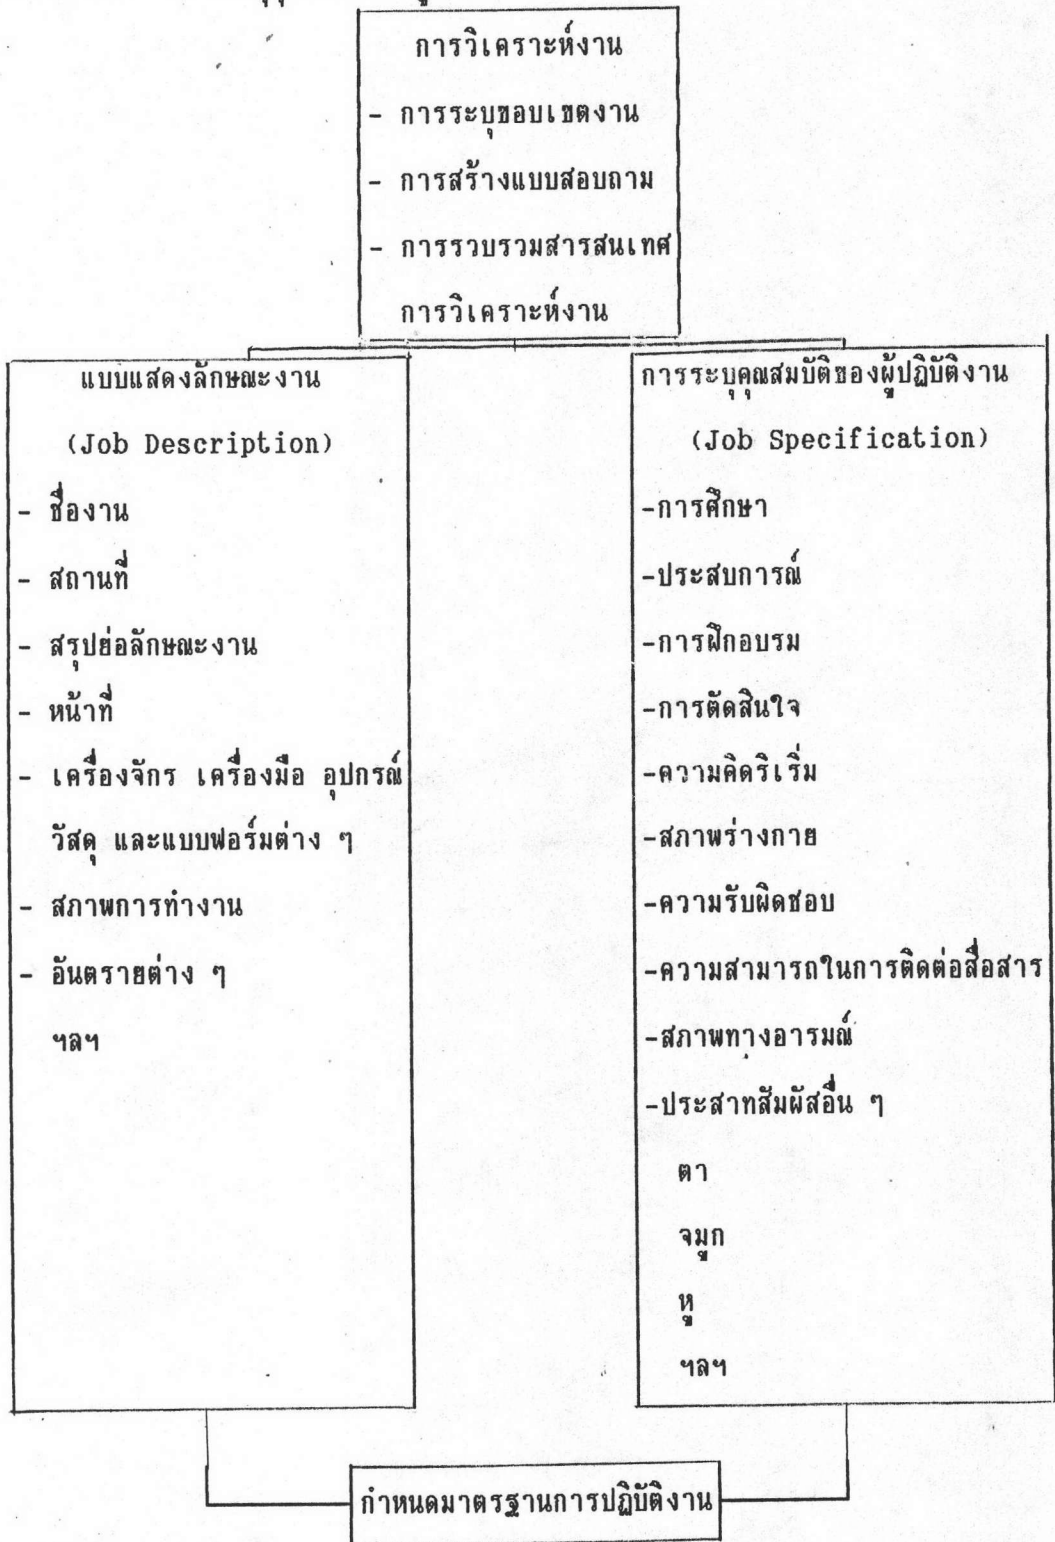 การวิเคราะห์งาน
- การระบุขอบเขตงาน
- การสร้างแบบสอบถาม
- การรวบรวมสารสนเทศ
การวิเคราะห์งาน
แบบแสดงลักษณะงาน
(Job Description)
- ชื่องาน
- สถานที่
- สรุปย่อลักษณะงาน
- หน้าที่
- เครื่องจักร เครื่องมือ อุปกรณ์
วัสดุ และแบบฟอร์มต่าง ๆ
- สภาพการทำงาน
- อันตรายต่าง ๆ
ฯลฯ
การระบุคุณสมบัติของผู้ปฏิบัติงาน
(Job Specification)
-การศึกษา
-ประสบการณ์
-การฝึกอบรม
-การตัดสินใจ
-ความคิดริเริ่ม
-สภาพร่างกาย
-ความรับผิดชอบ
-ความสามารถในการติดต่อสื่อสาร
-สภาพทางอารมณ์
-ประสาทสัมผัสอื่น ๆ
ตา
จมูก
หู
ฯลฯ
กำหนดมาตรฐานการปฏิบัติงาน